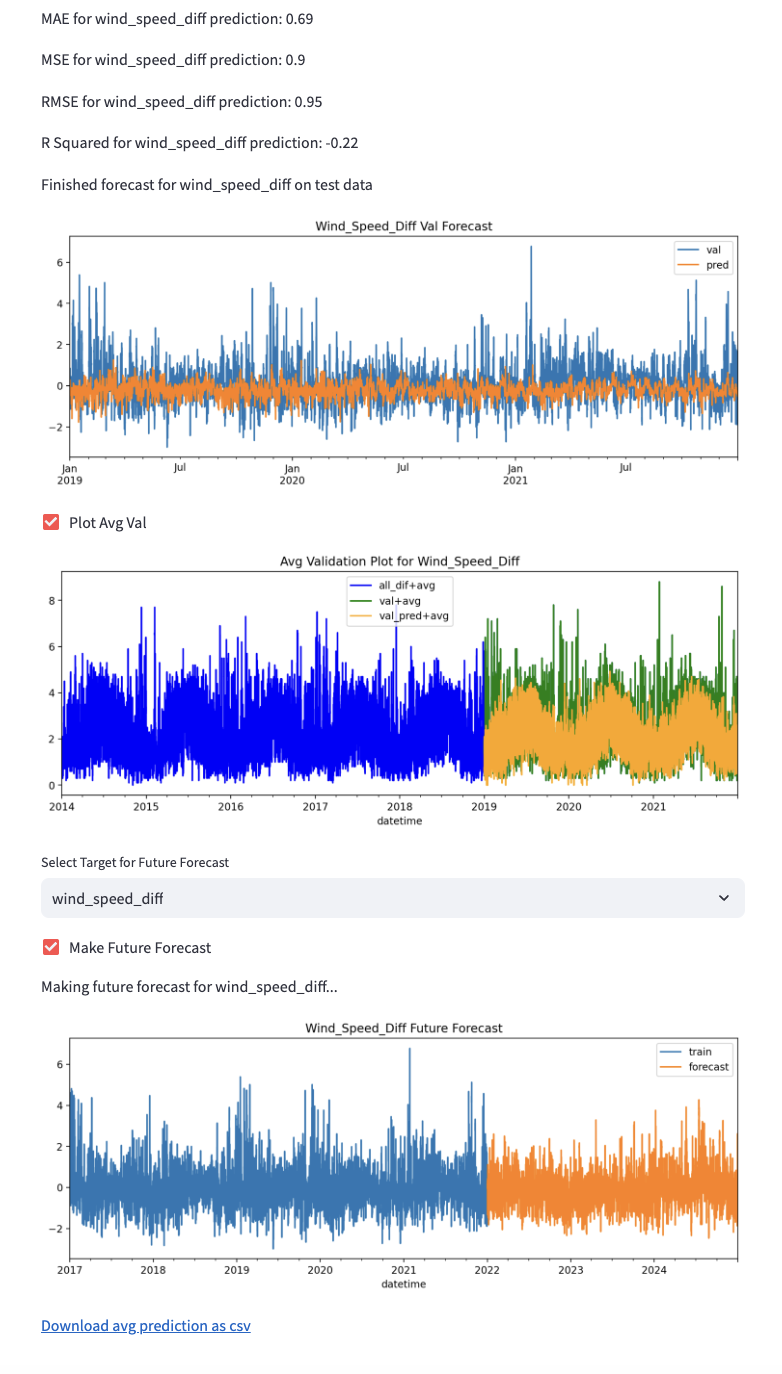 MAE for wind_speed_diff prediction: 0.69
MSE for wind_speed_diff prediction: 0.9
RMSE for wind_speed_diff prediction: 0.95
R Squared for wind_speed_diff prediction: -0.22
Finished forecast for wind_speed_diff on test data
Wind_Speed_Diff Val Forecast
val
pred
6
4
2
0
−2
Jan Jul Jan Jul Jan Jul
2019 2020 2021
Plot Avg Val
Avg Validation Plot for Wind_Speed_Diff
all_dif+avg
val+avg
val_pred+avg
8
6
4
2
0
2014 2015 2016 2017 2018 2019 2020 2021
datetime
Select Target for Future Forecast
wind_speed_diff
Make Future Forecast
Making future forecast for wind_speed_diff...
Wind_Speed_Diff Future Forecast
train
forecast
6
4
2
0
−2
2017 2018 2019 2020 2021 2022 2023 2024
datetime
Download avg prediction as csv